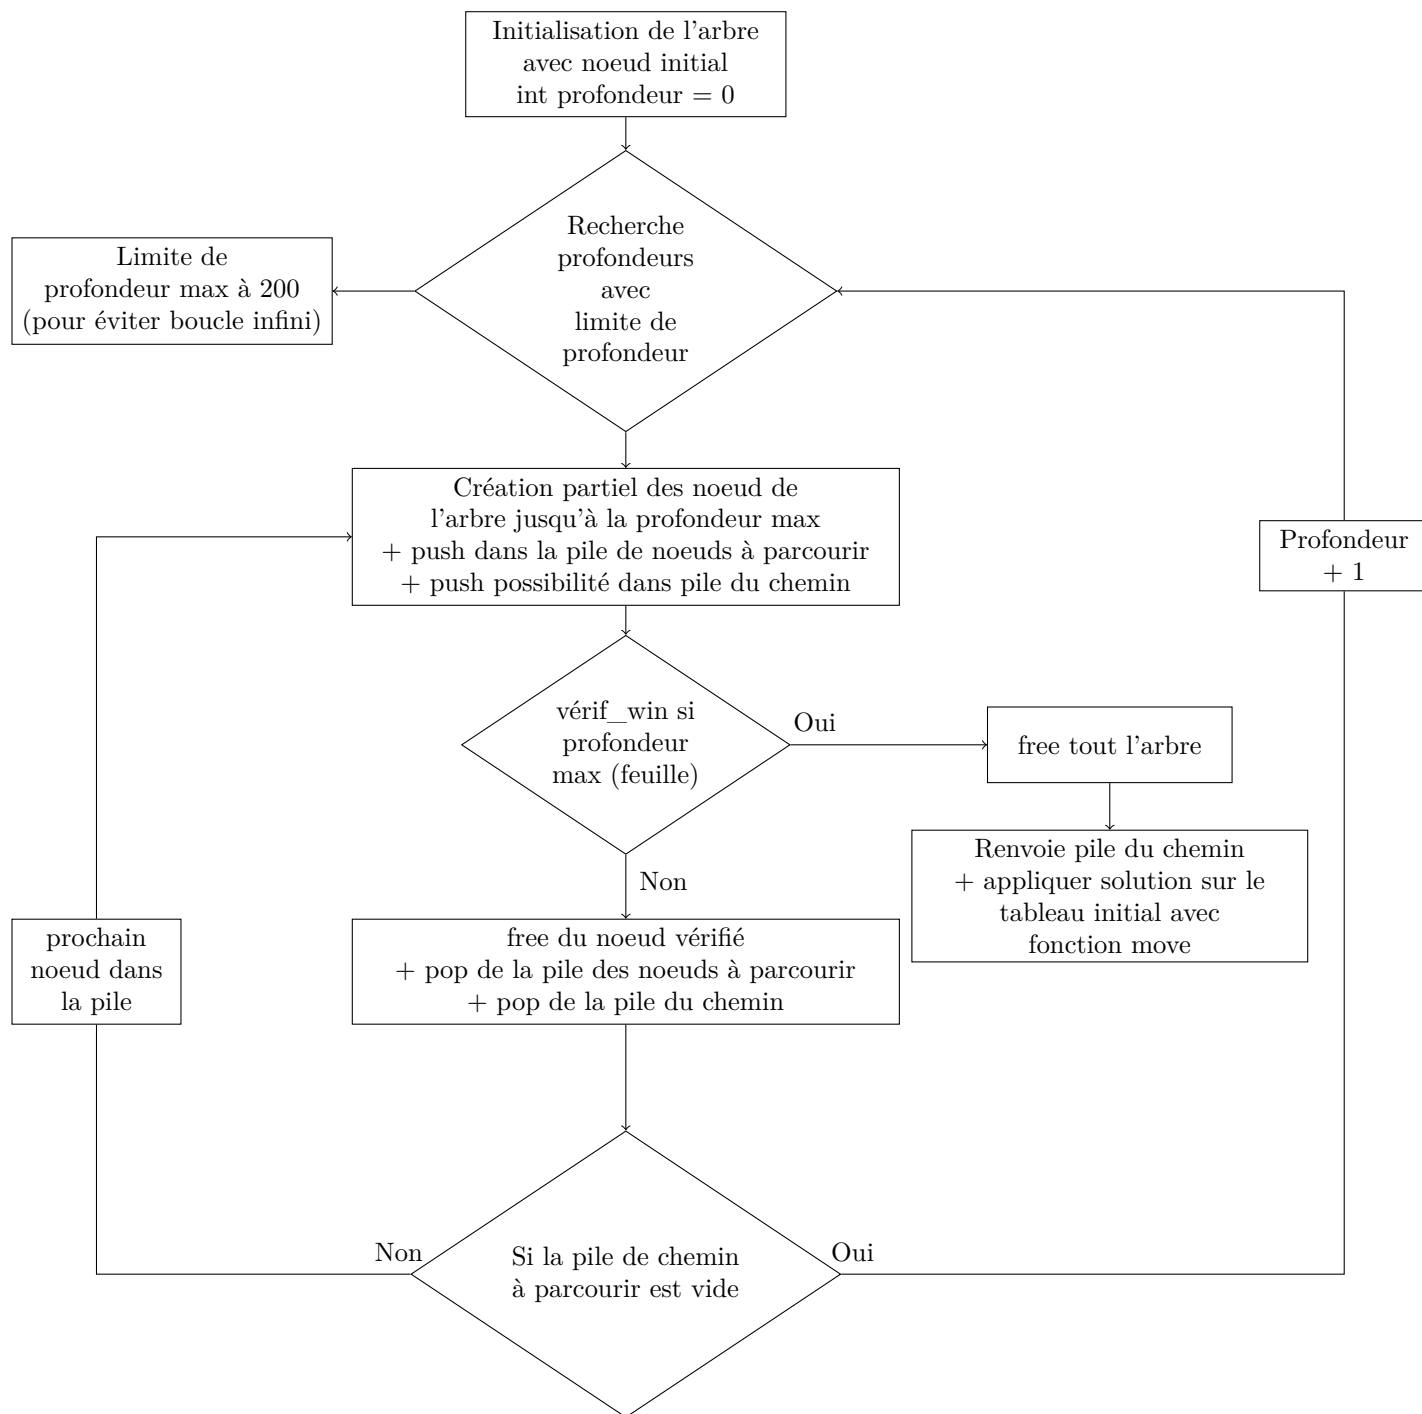 Initialisation de l'arbre
avec noeud initial
int profondeur = 0
Recherche
profondeurs
avec
limite de
profondeur
Limite de
profondeur max à 200
(pour éviter boucle infini)
Création partiel des noeud de
l'arbre jusqu'à la profondeur max
+ push dans la pile de noeuds à parcourir
+ push possibilité dans pile du chemin
Profondeur
+ 1
vérif_win si
profondeur
max (feuille)
Oui
free tout l'arbre
Renvoie pile du chemin
+ appliquer solution sur le
tableau initial avec
fonction move
Non
free du noeud vérifié
+ pop de la pile des noeuds à parcourir
+ pop de la pile du chemin
prochain
noeud dans
la pile
Non
Si la pile de chemin
à parcourir est vide
Oui